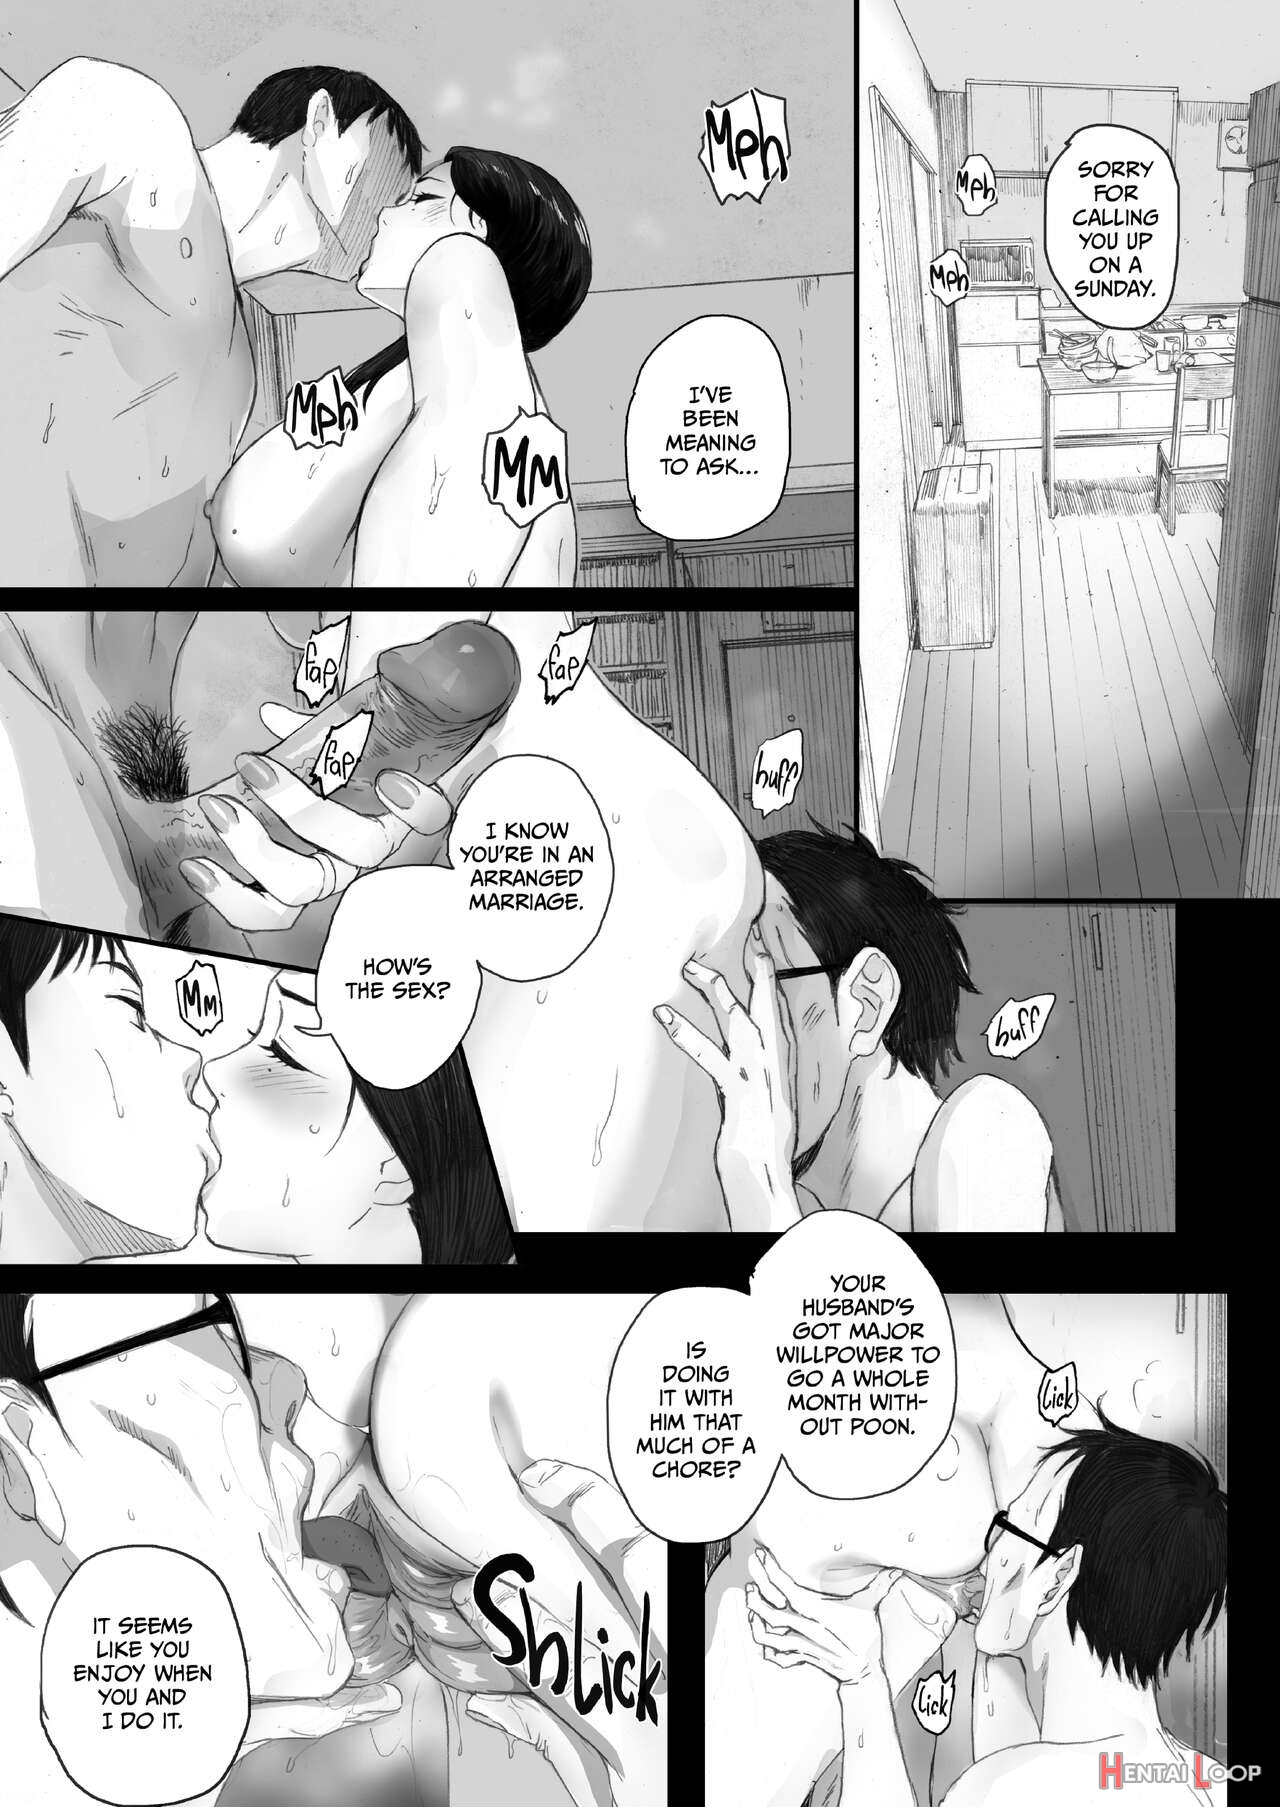 SORRY
FOR
CALLING
YOU UP
ON A
SUNDAY.
Mph
Mph
Mph
I'VE
BEEN
MEANING
TO ASK...
Mph
Mm
fap
fap
fap
huff
I KNOW
YOU'RE IN AN
ARRANGED
MARRIAGE.
HOW'S
THE SEX?
huff
Mm
YOUR
HUSBAND'S
GOT MAJOR
WILLPOWER TO
GO A WHOLE
MONTH WITH-
OUT POON.
IS
DOING
IT WITH
HIM THAT
MUCH OF A
CHORE?
Lick
Lick
Shlick
IT SEEMS
LIKE YOU
ENJOY WHEN
YOU AND
I DO IT.
HENTAI LOOP